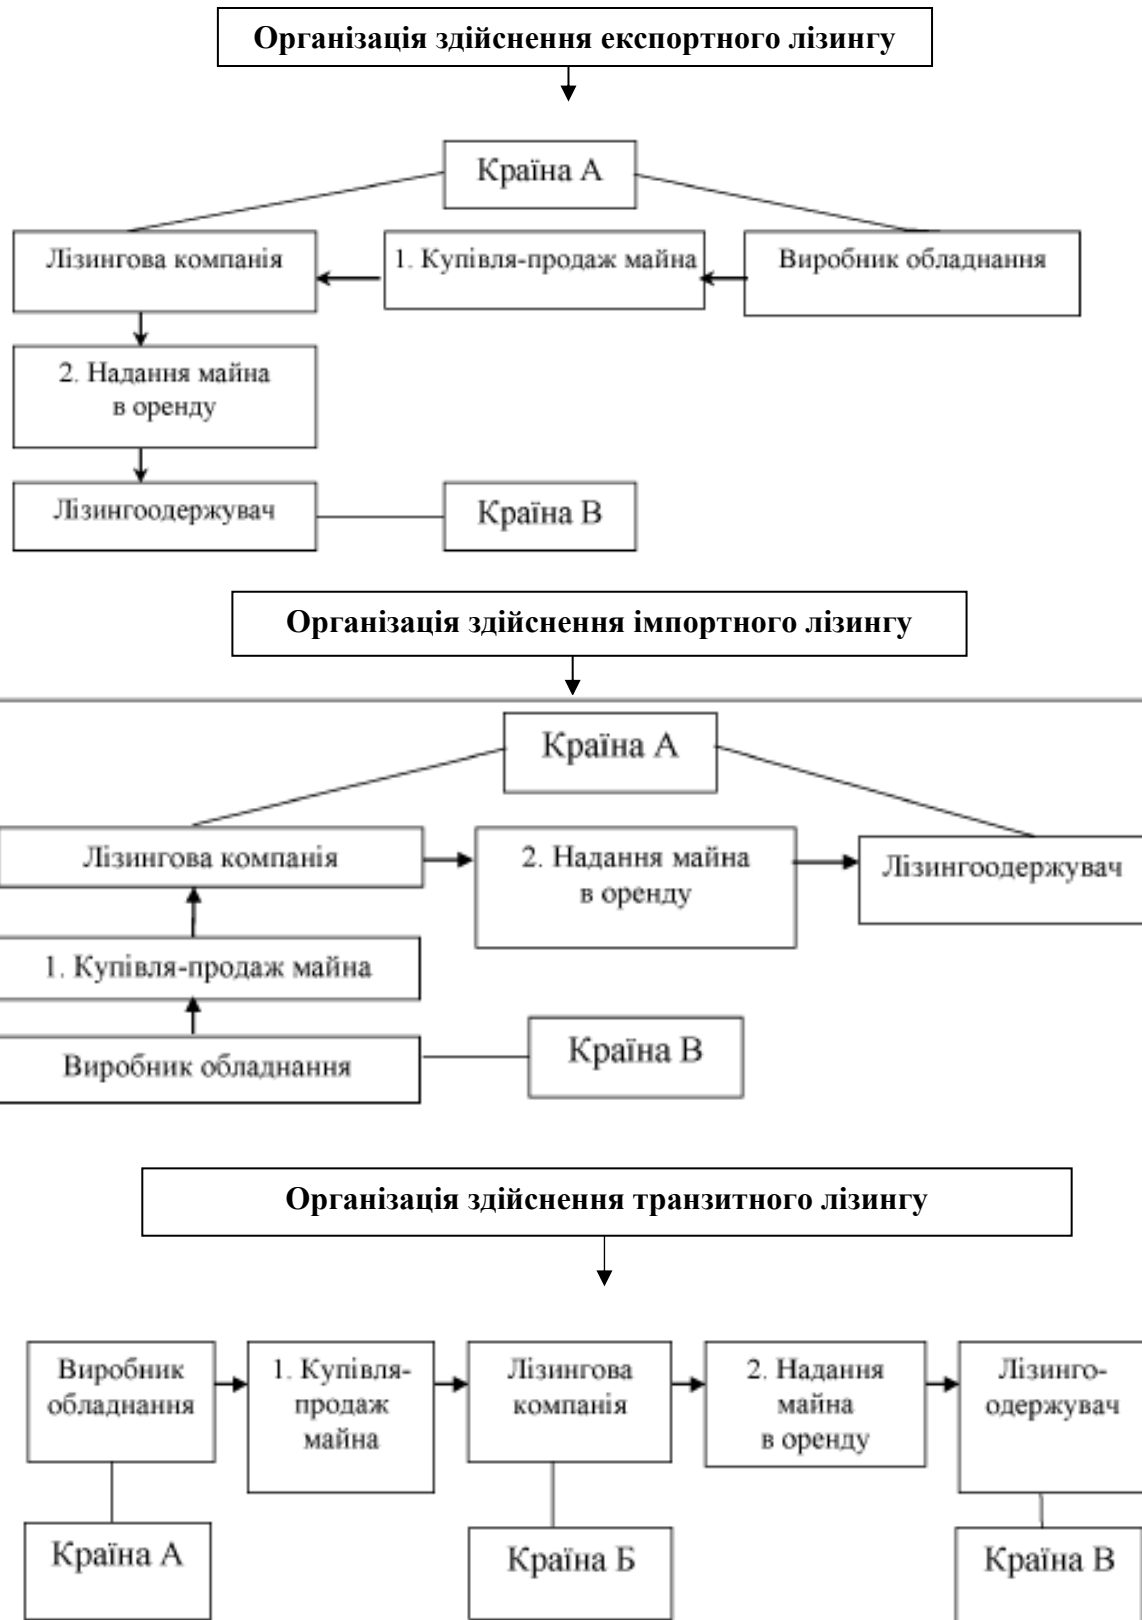 Організація здійснення експортного лізингу
Країна А
Лізингова компанія
1. Купівля-продаж майна
Виробник обладнання
2. Надання майна
в оренду
Лізингоодержувач
Країна В
Організація здійснення імпортного лізингу
Країна А
Лізингова компанія
2. Надання майна
в оренду
Лізингоодержувач
1. Купівля-продаж майна
Виробник обладнання
Країна В
Організація здійснення транзитного лізингу
Виробник
обладнання
1. Купівля-
продаж
майна
Лізингова
компанія
2. Надання
майна
в оренду
Лізинго-
одержувач
Країна А
Країна Б
Країна В